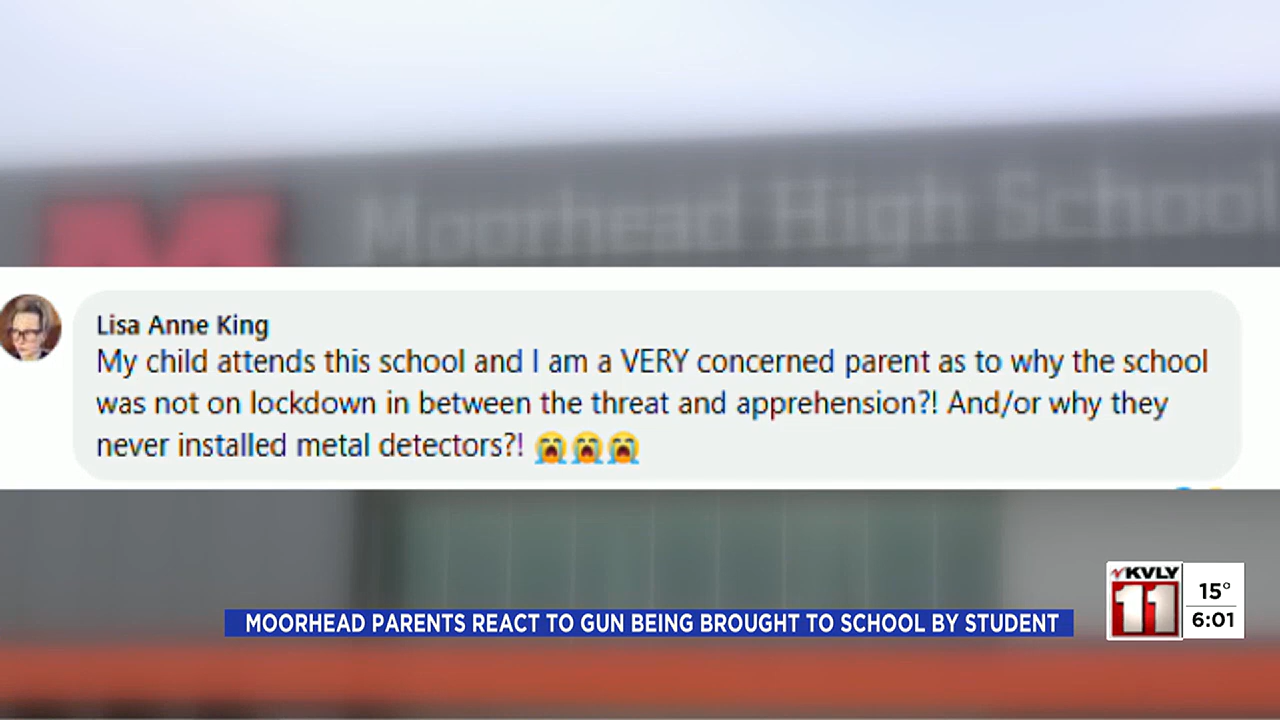 Moorhead High School
Lisa Anne King
My child attends this school and I am a VERY concerned parent as to why the school
was not on lockdown in between the threat and apprehension?! And/or why they
never installed metal detectors?! 😭😭😭
MOORHEAD PARENTS REACT TO GUN BEING BROUGHT TO SCHOOL BY STUDENT
KVLY
11
15°
6:01